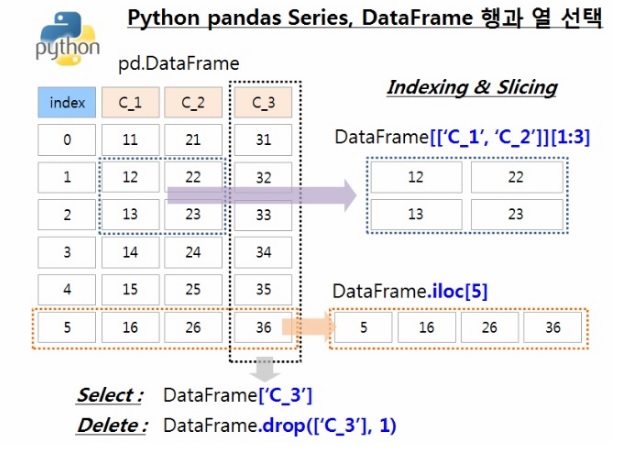 Python pandas Series, DataFrame 행과 열 선택
python
pd.DataFrame
Indexing & Slicing
index C_1 C_2 C_3
0 11 21 31
1 12 22 32
2 13 23 33
3 14 24 34
4 15 25 35
5 16 26 36
DataFrame[['C_1', 'C_2']][1:3]
12 22
13 23
DataFrame.iloc[5]
5 16 26 36
Select : DataFrame['C_3']
Delete : DataFrame.drop(['C_3'], 1)